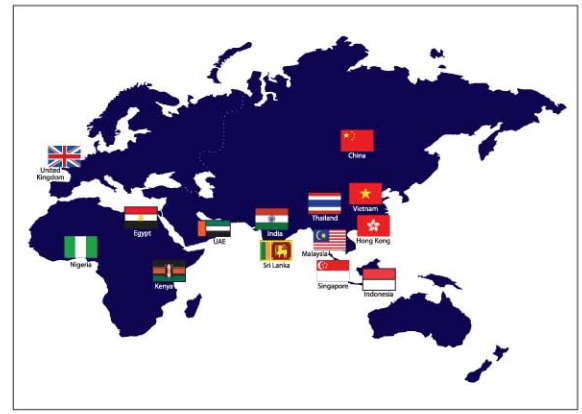 China
United
Kingdom
Vietnam
Thailand
Egypt
India
UAE
Hong Kong
Malaysia
Nigeria
Sri Lanka
Kenya
Singapore
Indonesia